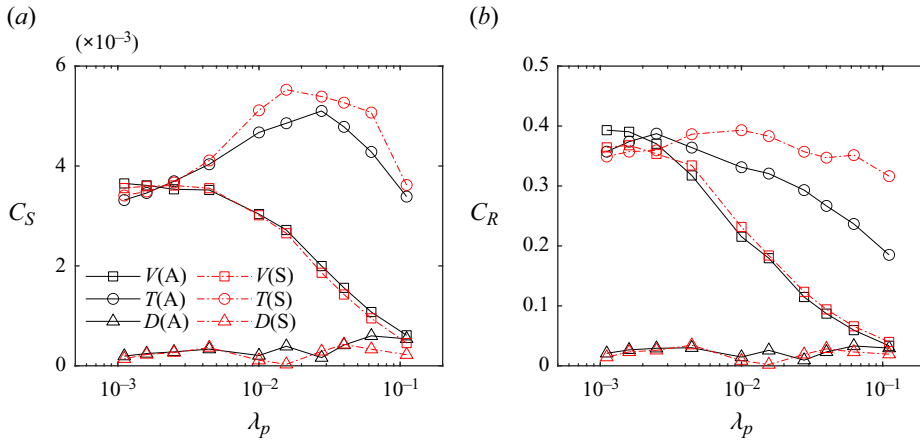 (a)
(×10⁻³)
6
4
2
0
C_S
10⁻³
10⁻²
10⁻¹
λ_p
V(A)
V(S)
T(A)
T(S)
D(A)
D(S)
(b)
0.5
0.4
0.3
0.2
0.1
0
C_R
10⁻³
10⁻²
10⁻¹
λ_p